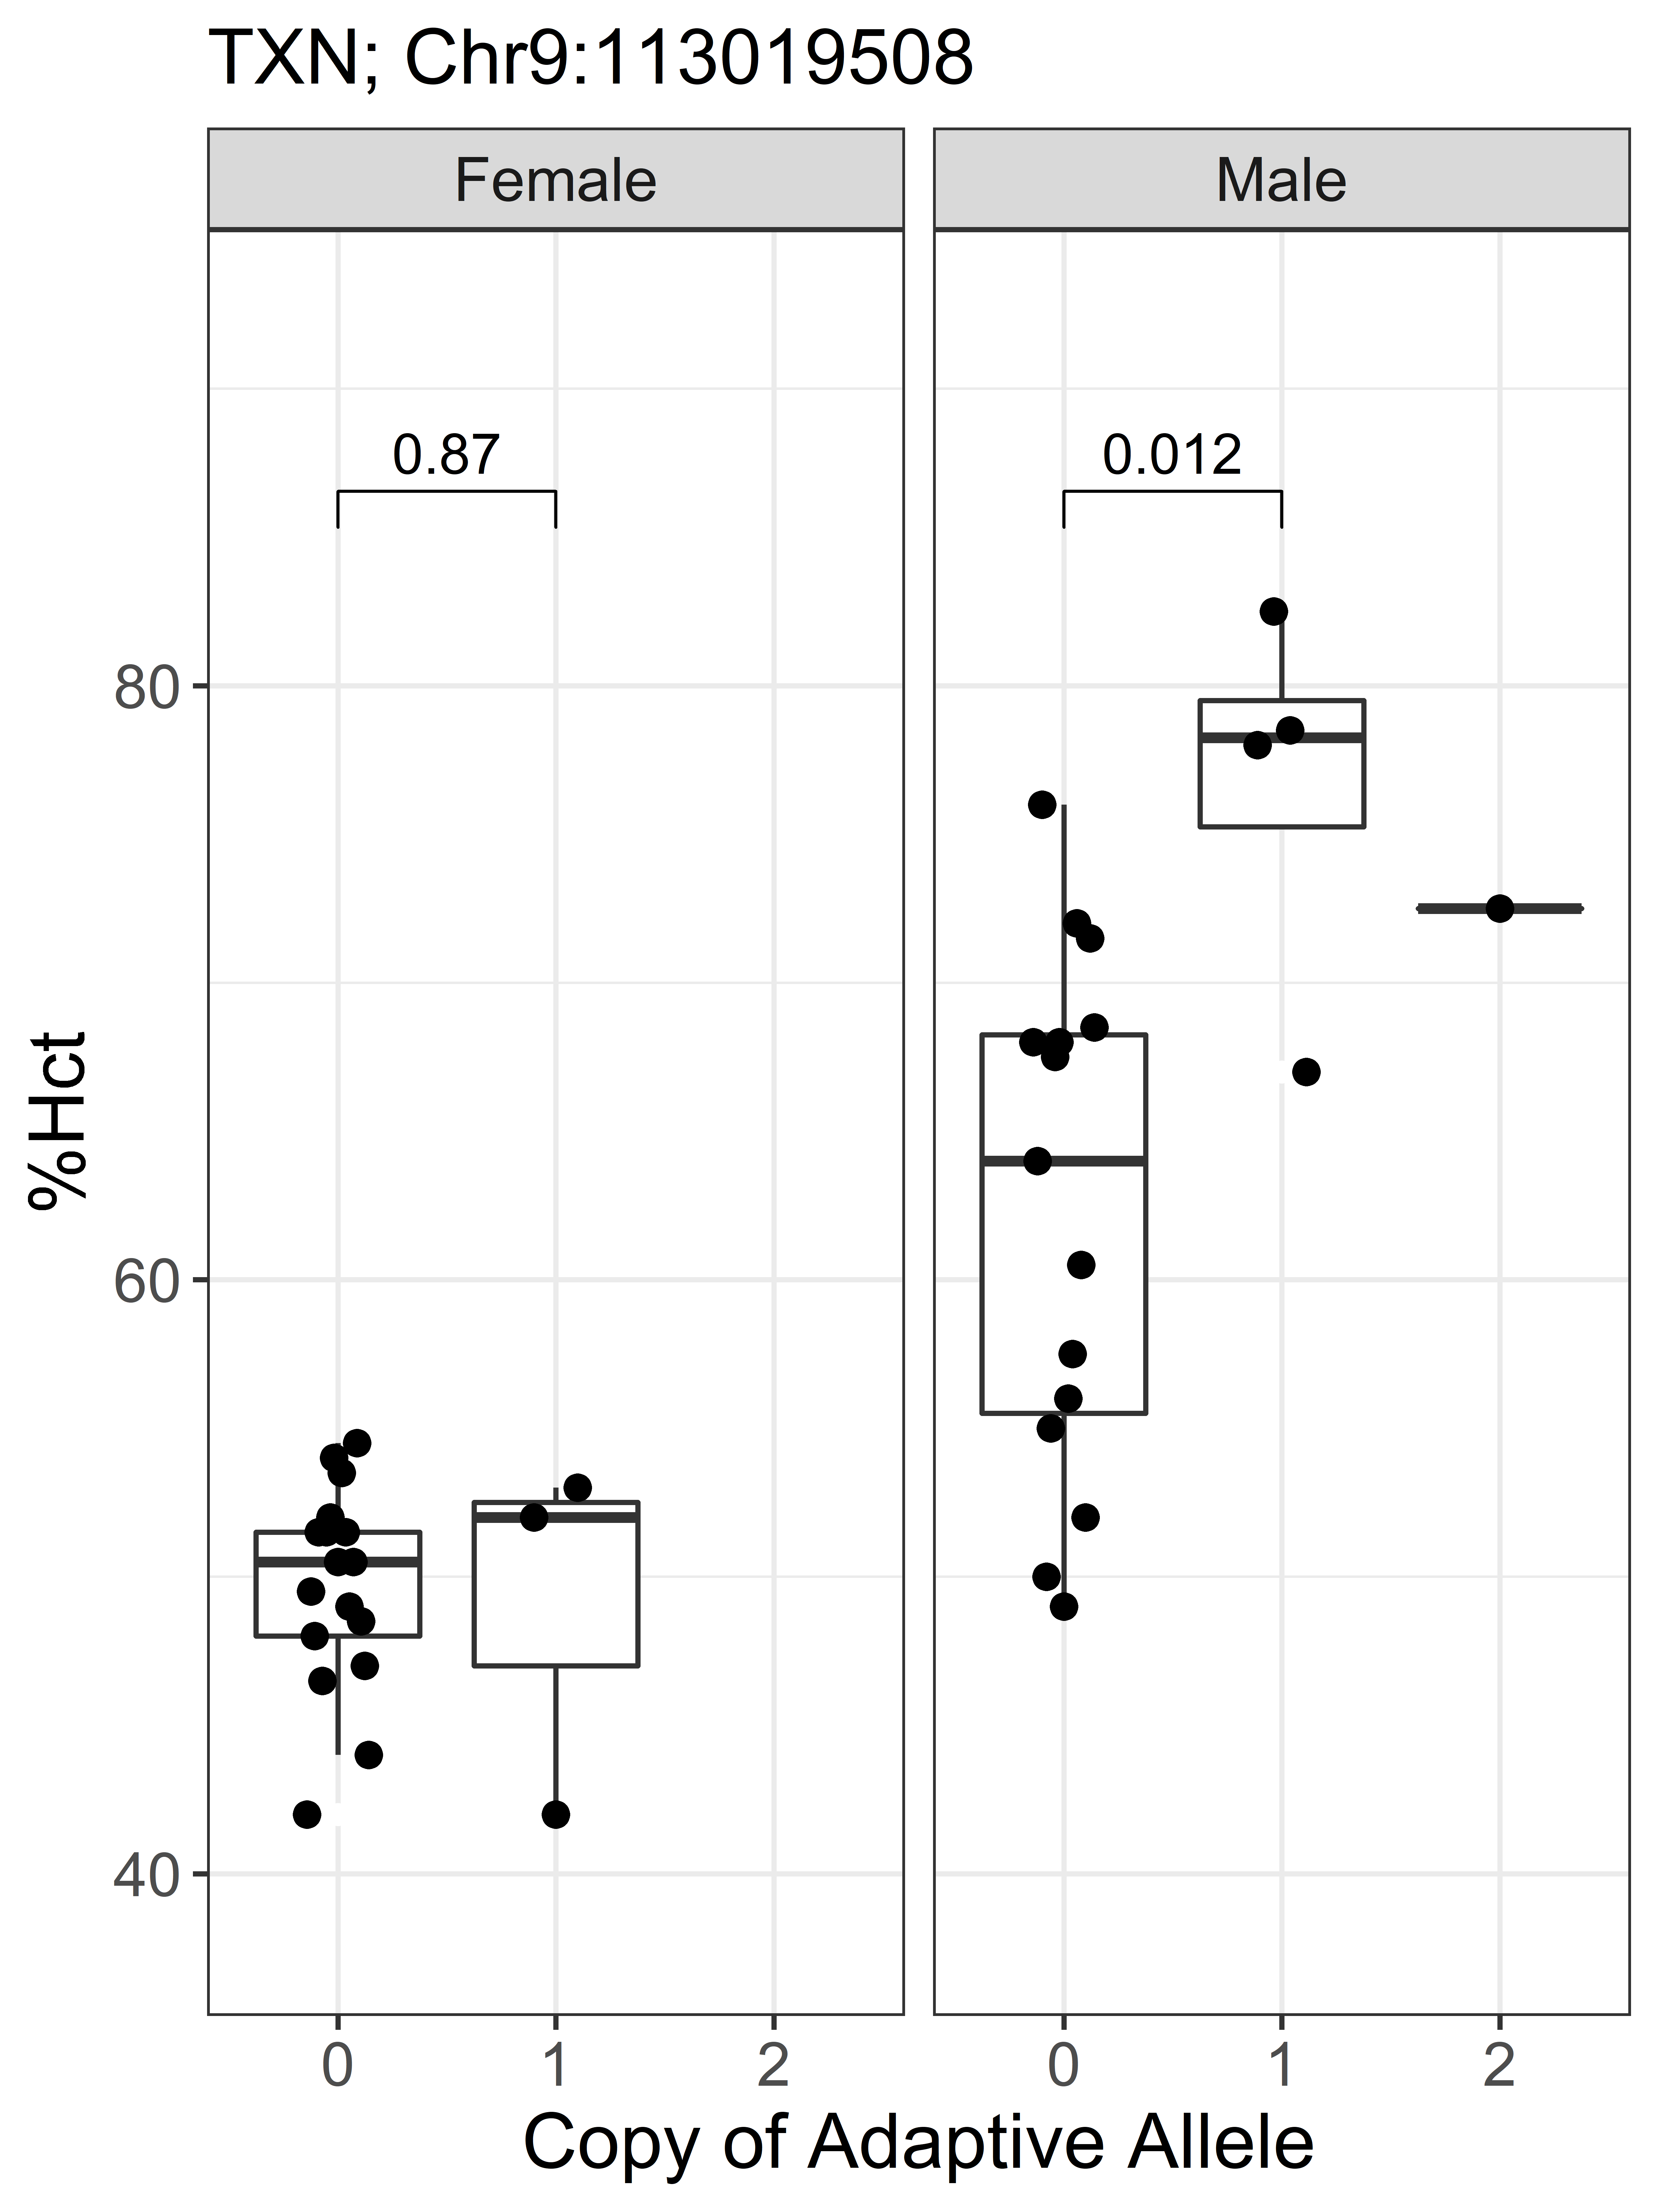 TXN; Chr9:113019508
Female Male
0.87 0.012
80
60
40
%Hct
0 1 2 0 1 2
Copy of Adaptive Allele